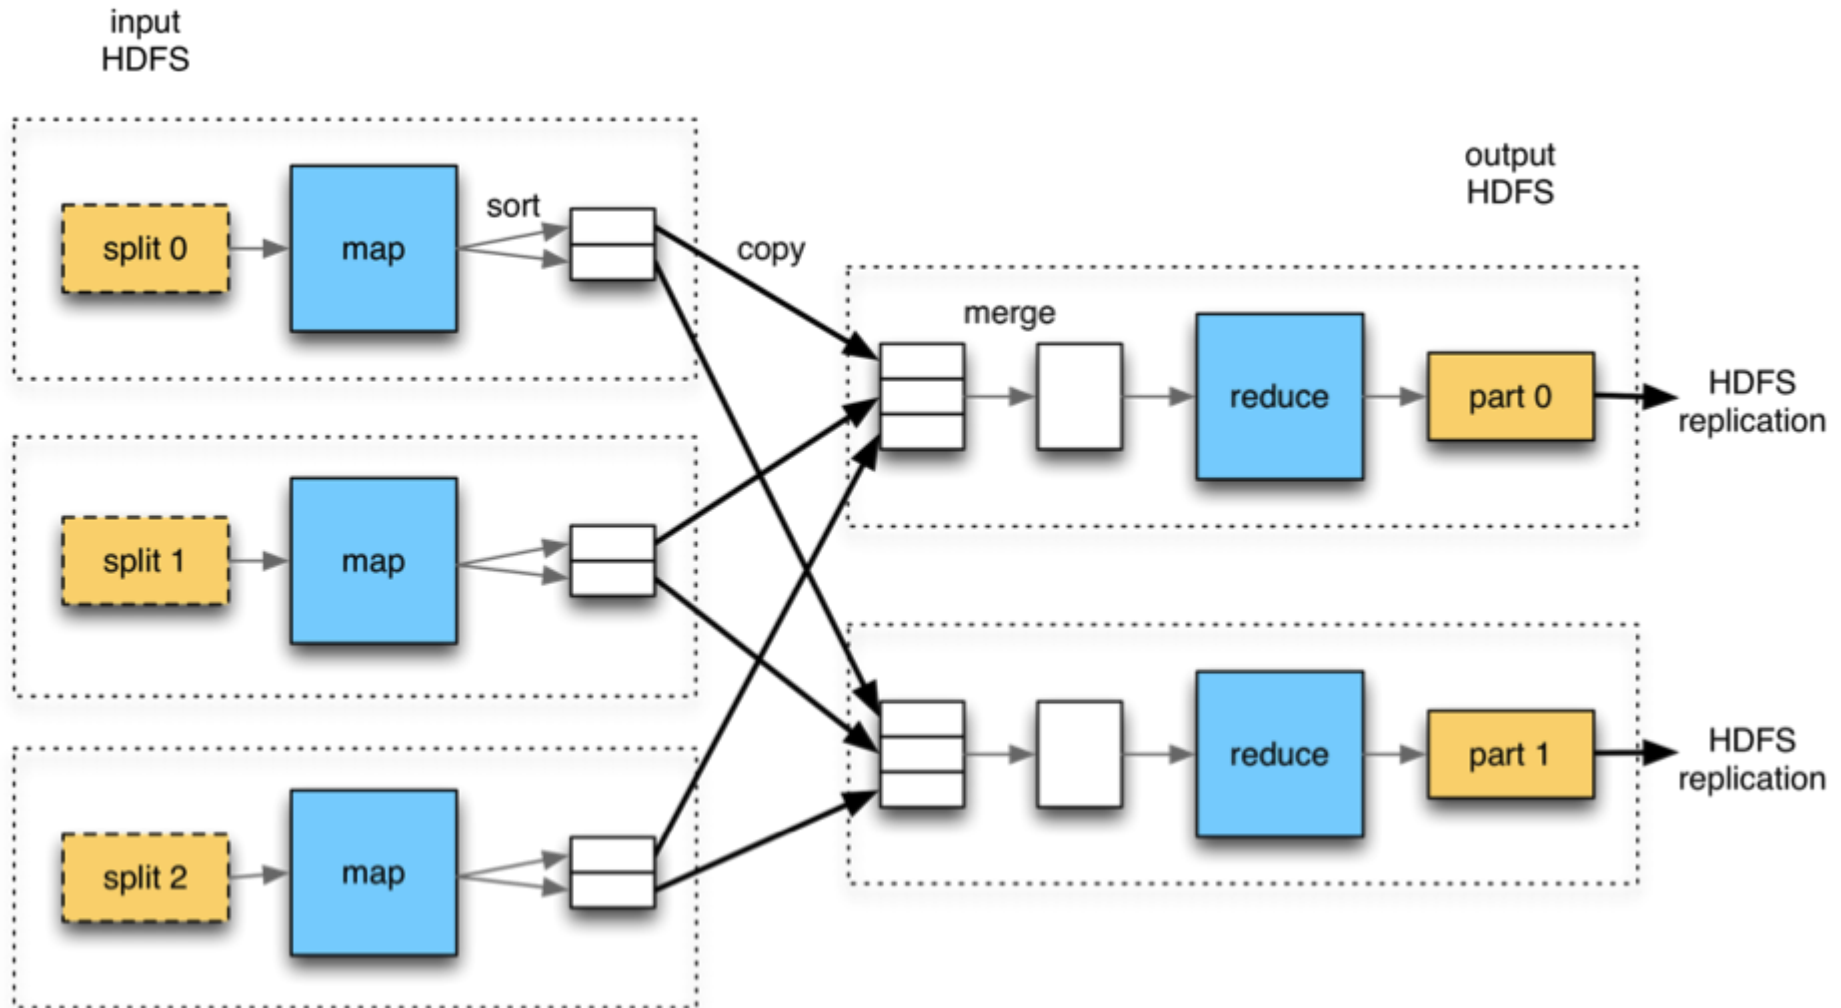 input
HDFS
split 0
map
sort
copy
split 1
map
split 2
map
output
HDFS
merge
reduce
part 0
HDFS
replication
reduce
part 1
HDFS
replication